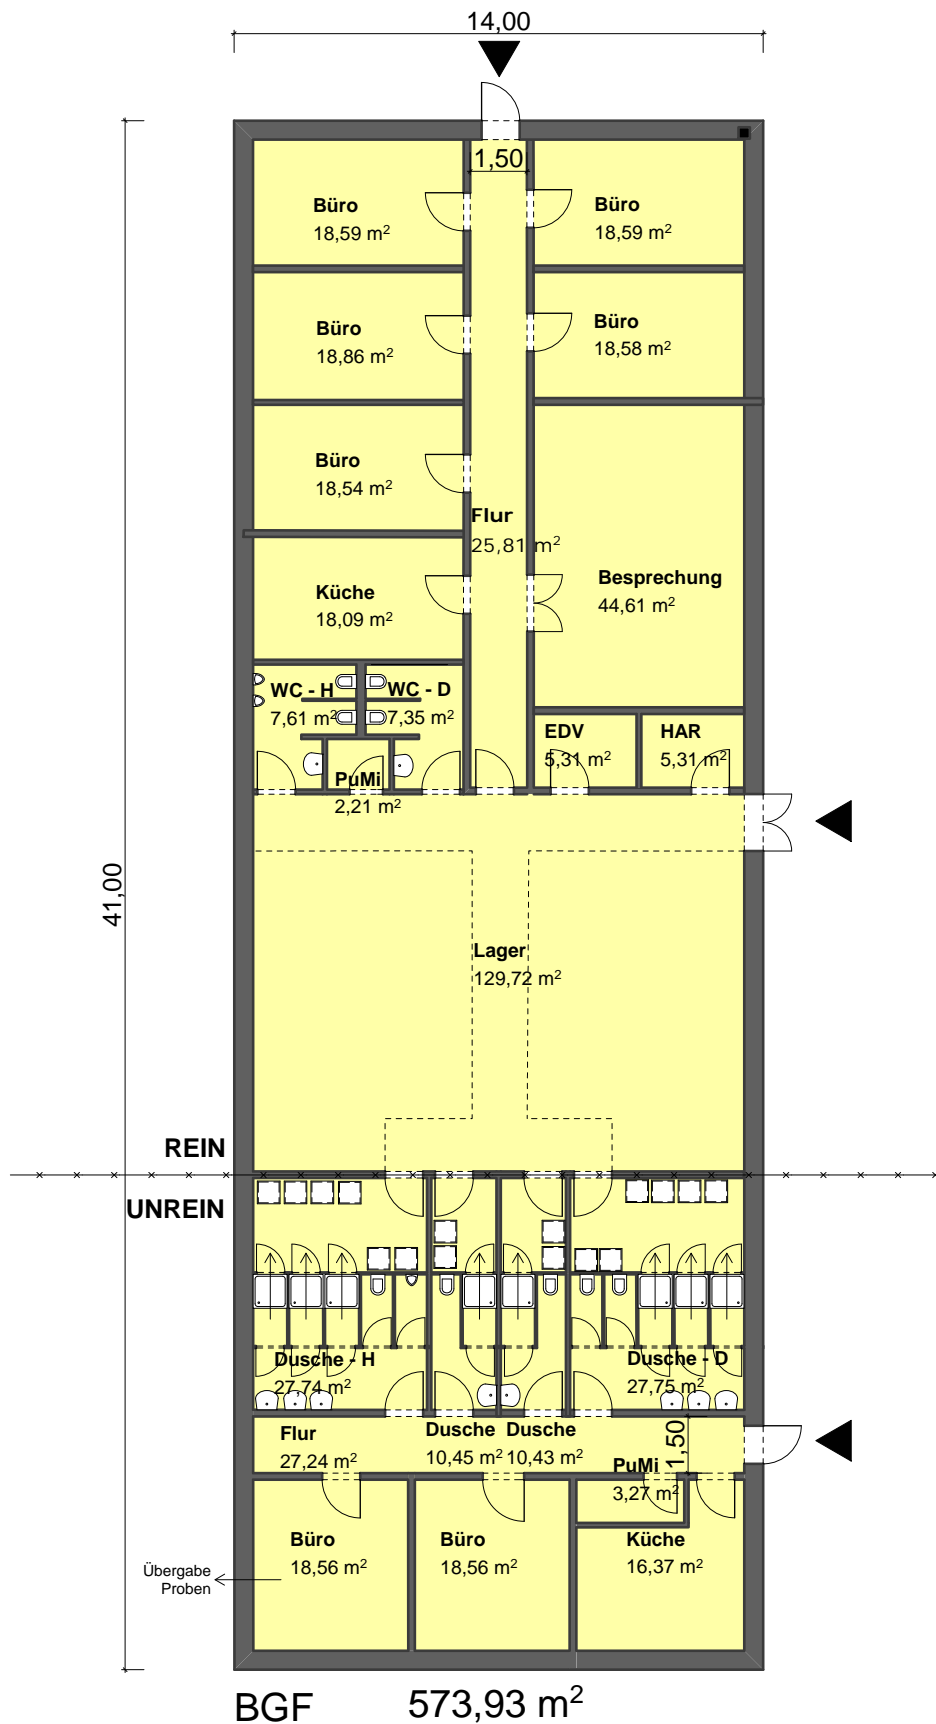 14,00
1,50
Büro
18,59 m²
Büro
18,59 m²
Büro
18,86 m²
Büro
18,58 m²
Büro
18,54 m²
Flur
25,81 m²
Küche
18,09 m²
Besprechung
44,61 m²
WC - H
7,61 m²
WC - D
7,35 m²
EDV
5,31 m²
HAR
5,31 m²
PuMi
2,21 m²
41,00
Lager
129,72 m²
REIN
UNREIN
Dusche - H
27,74 m²
Dusche - D
27,75 m²
Flur
27,24 m²
Dusche
10,45 m²
Dusche
10,43 m²
1,50
PuMi
3,27 m²
Büro
18,56 m²
Büro
18,56 m²
Küche
16,37 m²
Übergabe
Proben
BGF 573,93 m²